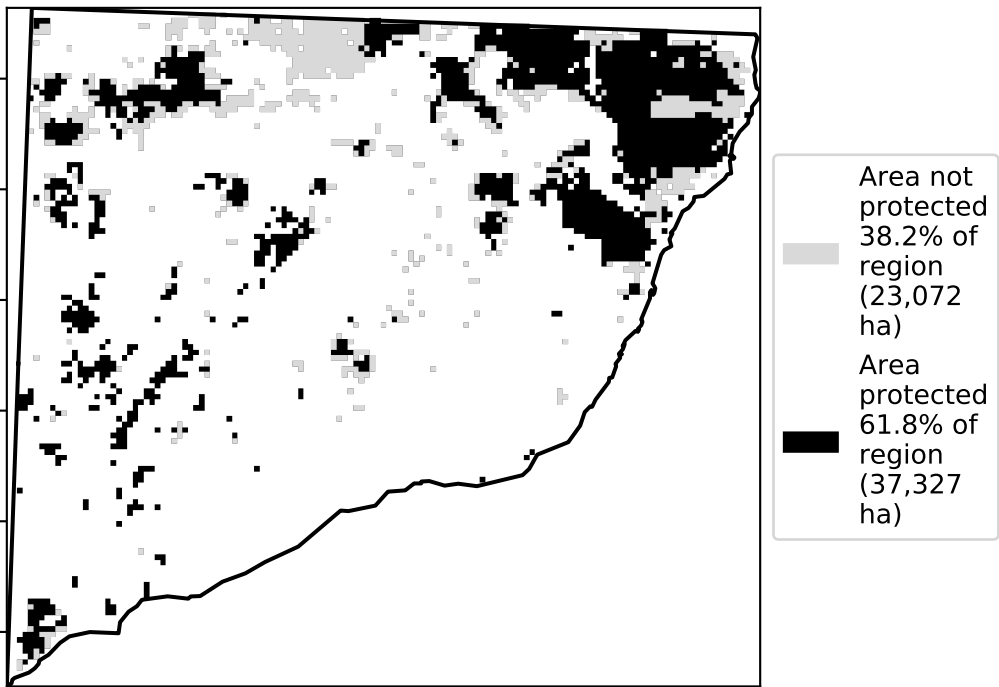 Area not
protected
38.2% of
region
(23,072
ha)
Area
protected
61.8% of
region
(37,327
ha)